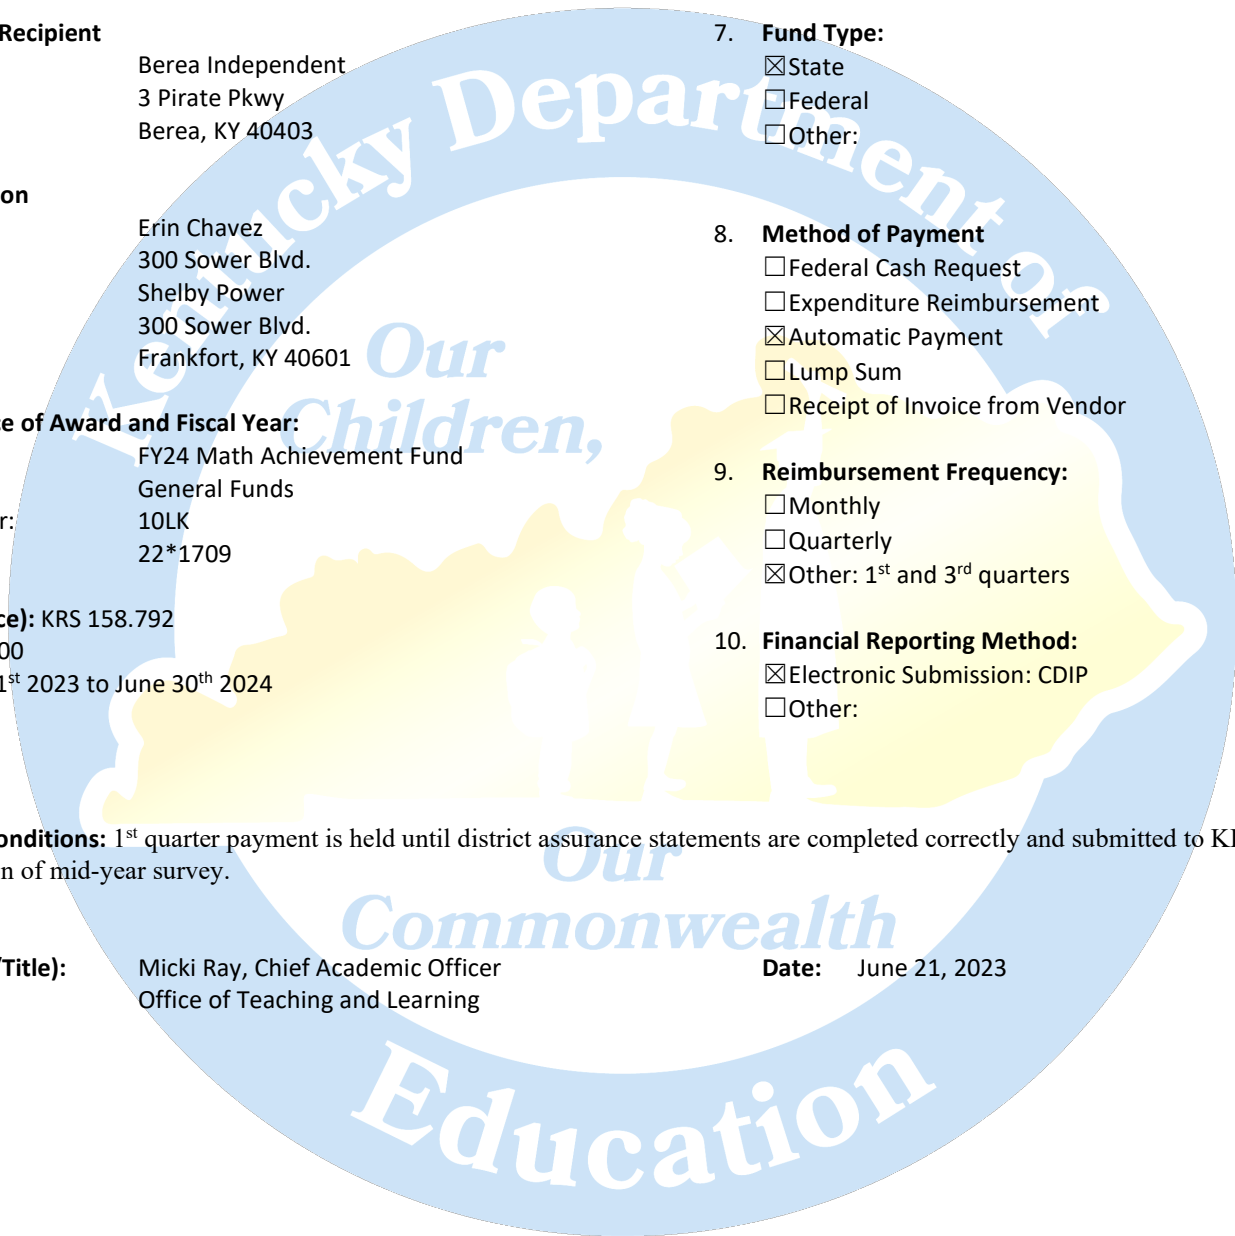 Recipient
Berea Independent
3 Pirate Pkwy
Berea, KY 40403
on
Erin Chavez
300 Sower Blvd.
Shelby Power
300 Sower Blvd.
Frankfort, KY 40601
e of Award and Fiscal Year:
FY24 Math Achievement Fund
General Funds
r: 10LK
22*1709
ce): KRS 158.792
00
1st 2023 to June 30th 2024
7. Fund Type:
☒State
☐Federal
☐Other:
8. Method of Payment
☐Federal Cash Request
☐Expenditure Reimbursement
☒Automatic Payment
☐Lump Sum
☐Receipt of Invoice from Vendor
9. Reimbursement Frequency:
☐Monthly
☐Quarterly
☒Other: 1st and 3rd quarters
10. Financial Reporting Method:
☒Electronic Submission: CDIP
☐Other:
onditions: 1st quarter payment is held until district assurance statements are completed correctly and submitted to
n of mid-year survey.
/Title): Micki Ray, Chief Academic Officer
Office of Teaching and Learning
Date: June 21, 2023
Kentucky Department of
Education
Our
Children,
Our
Commonwealth